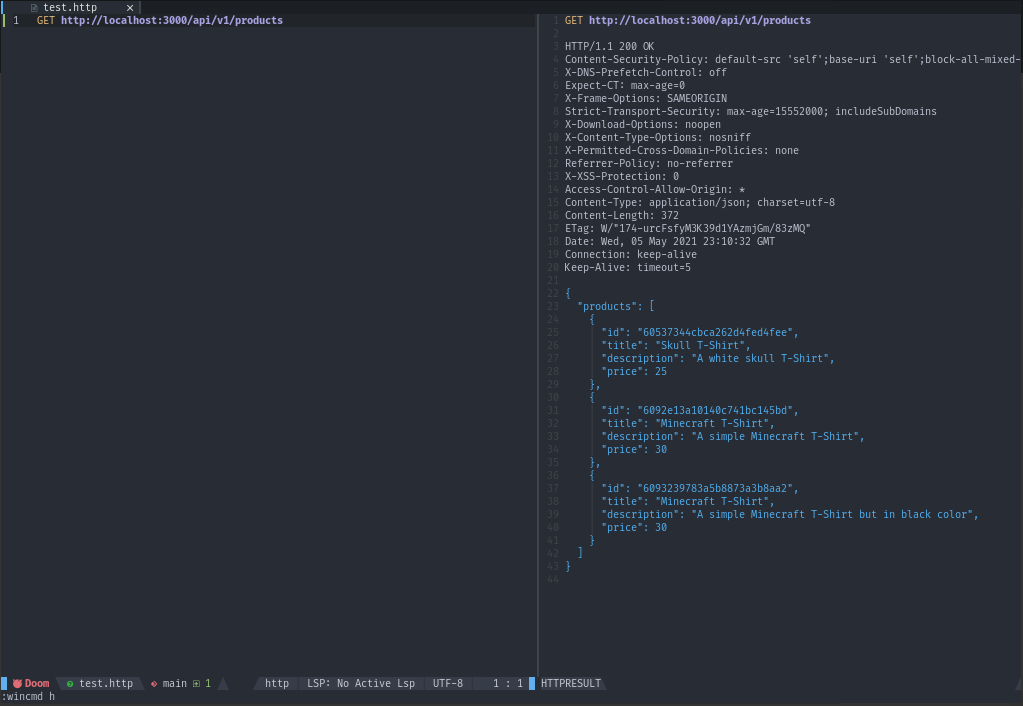 test.http ×
1 GET http://localhost:3000/api/v1/products
1 GET http://localhost:3000/api/v1/products
2
3 HTTP/1.1 200 OK
4 Content-Security-Policy: default-src 'self';base-uri 'self';block-all-mixed-
5 X-DNS-Prefetch-Control: off
6 Expect-CT: max-age=0
7 X-Frame-Options: SAMEORIGIN
8 Strict-Transport-Security: max-age=15552000; includeSubDomains
9 X-Download-Options: noopen
10 X-Content-Type-Options: nosniff
11 X-Permitted-Cross-Domain-Policies: none
12 Referrer-Policy: no-referrer
13 X-XSS-Protection: 0
14 Access-Control-Allow-Origin: *
15 Content-Type: application/json; charset=utf-8
16 Content-Length: 372
17 ETag: W/"174-urcFsfyM3K39d1YAzmjGm/83zMQ"
18 Date: Wed, 05 May 2021 23:10:32 GMT
19 Connection: keep-alive
20 Keep-Alive: timeout=5
21
22 {
23 "products": [
24 {
25 "id": "60537344cbca262d4fed4fee",
26 "title": "Skull T-Shirt",
27 "description": "A white skull T-Shirt",
28 "price": 25
29 },
30 {
31 "id": "6092e13a10140c741bc145bd",
32 "title": "Minecraft T-Shirt",
33 "description": "A simple Minecraft T-Shirt",
34 "price": 30
35 },
36 {
37 "id": "6093239783a5b8873a3b8aa2",
38 "title": "Minecraft T-Shirt",
39 "description": "A simple Minecraft T-Shirt but in black color",
40 "price": 30
41 }
42 ]
43 }
44
Doom test.http main 1 http LSP: No Active Lsp UTF-8 1 : 1 HTTPRESULT
:wincmd h